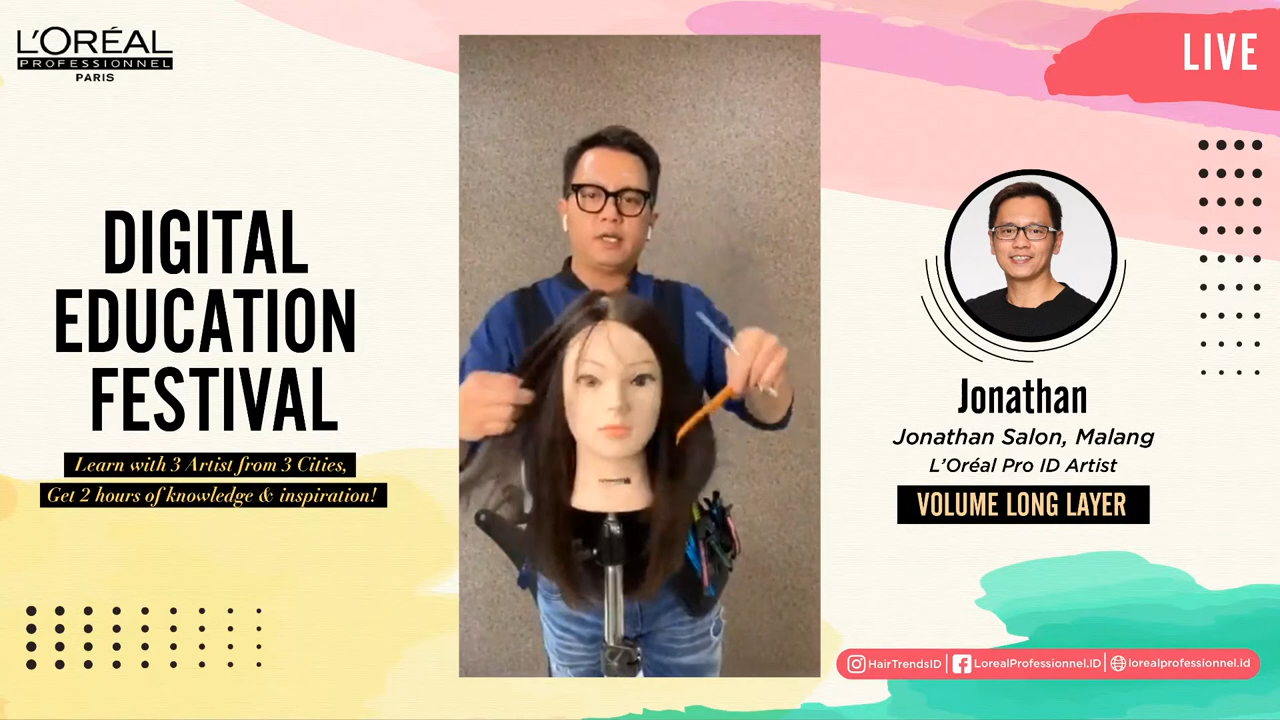 L'ORÉAL
PROFESSIONNEL
PARIS
LIVE
DIGITAL
EDUCATION
FESTIVAL
Learn with 3 Artist from 3 Cities,
Get 2 hours of knowledge & inspiration!
Jonathan
Jonathan Salon, Malang
L'Oréal Pro ID Artist
VOLUME LONG LAYER
HairTrendsID | LorealProfessionnel.ID | lorealprofessionnel.id